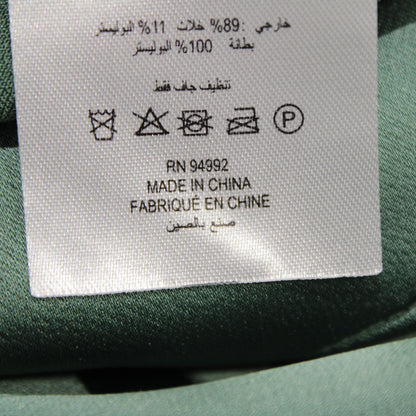 خارجي :89% خلات 11% البوليستر
بطانة 100% البوليستر
تنظيف جاف فقط
P
RN 94992
MADE IN CHINA
FABRIQUÉ EN CHINE
صنع بالصين